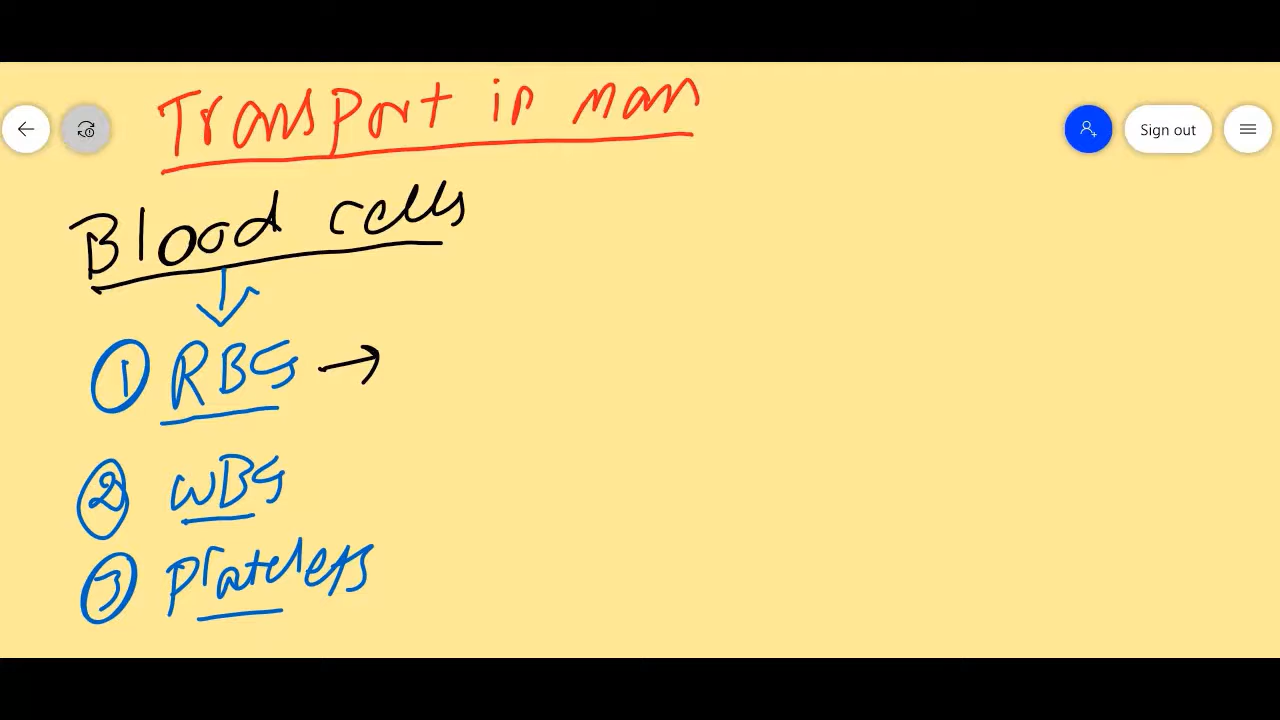 Transport in man
Sign out
Blood cells
① RBCs →
② WBCs
③ Platelets